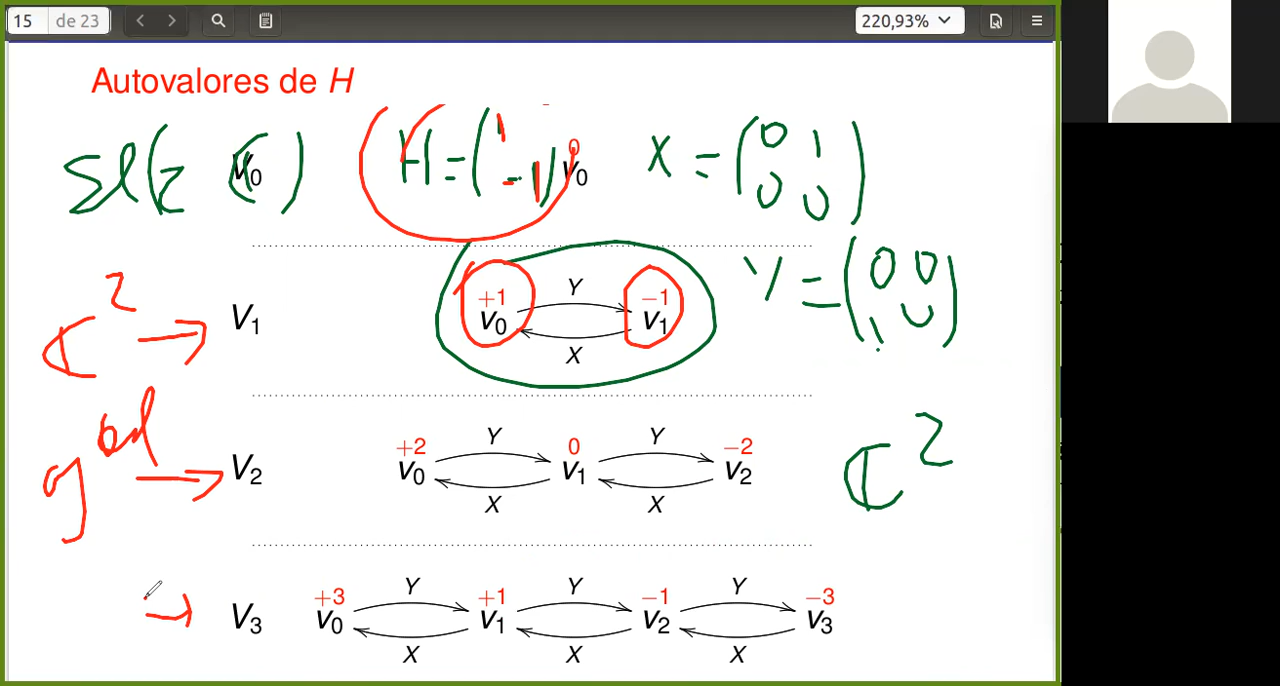 15 de 23 220,93%
Autovalores de H
sl(2 C) H = (1 -1) X = (0 1
0 0)
V₀ 0
v₀
Y = (0 0
1 0)
ℂ² → V₁ +1 Y −1
v₀ v₁
X
g ad → V₂ +2 Y 0 Y −2
v₀ v₁ v₂
X X
ℂ²
→ V₃ +3 Y +1 Y −1 Y −3
v₀ v₁ v₂ v₃
X X X